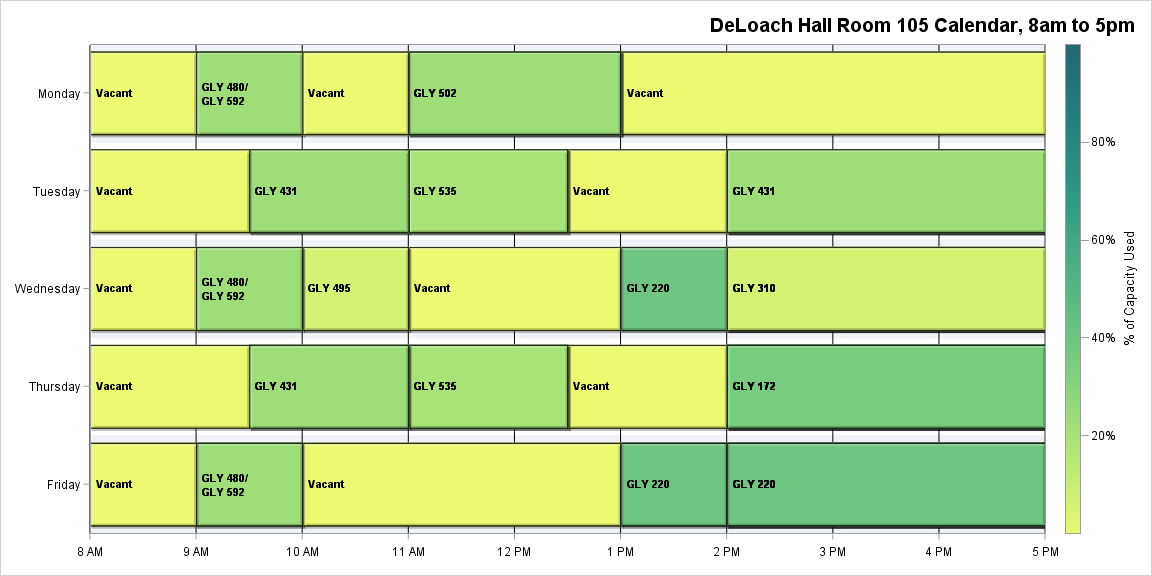 DeLoach Hall Room 105 Calendar, 8am to 5pm
Monday
Vacant
GLY 480/
GLY 592
Vacant
GLY 502
Vacant
Tuesday
Vacant
GLY 431
GLY 535
Vacant
GLY 431
Wednesday
Vacant
GLY 480/
GLY 592
GLY 495
Vacant
GLY 220
GLY 310
Thursday
Vacant
GLY 431
GLY 535
Vacant
GLY 172
Friday
Vacant
GLY 480/
GLY 592
Vacant
GLY 220
GLY 220
8 AM
9 AM
10 AM
11 AM
12 PM
1 PM
2 PM
3 PM
4 PM
5 PM
80%
60%
40%
20%
% of Capacity Used